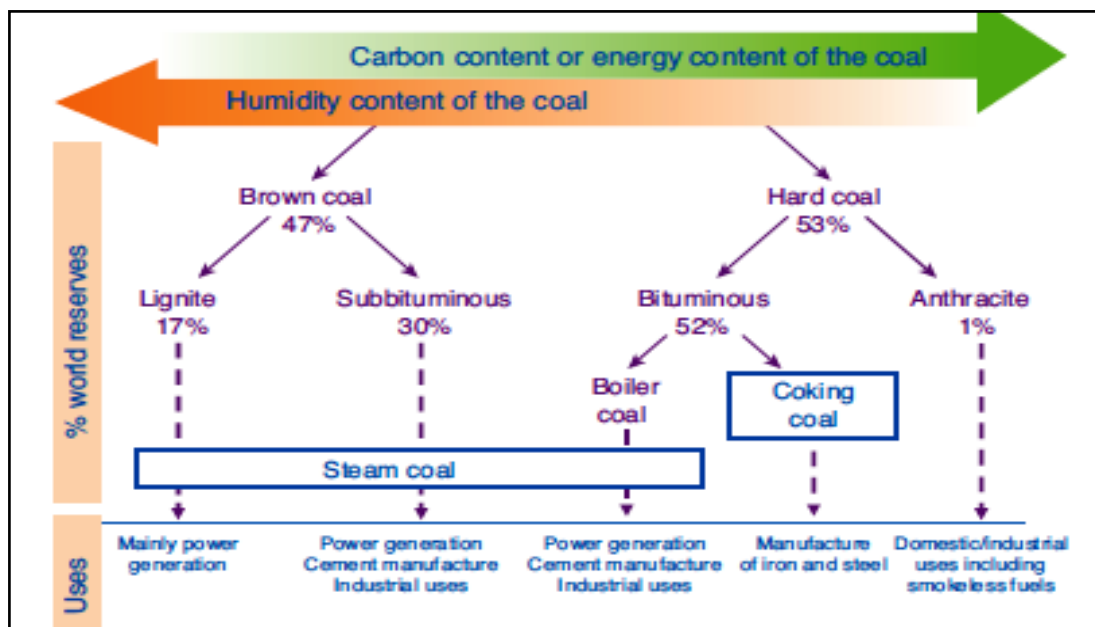 Carbon content or energy content of the coal
Humidity content of the coal
% world reserves
Brown coal
47%
Hard coal
53%
Lignite
17%
Subbituminous
30%
Bituminous
52%
Anthracite
1%
Boiler
coal
Coking
coal
Steam coal
Uses
Mainly power
generation
Power generation
Cement manufacture
Industrial uses
Power generation
Cement manufacture
Industrial uses
Manufacture
of iron and steel
Domestic/industrial
uses including
smokeless fuels